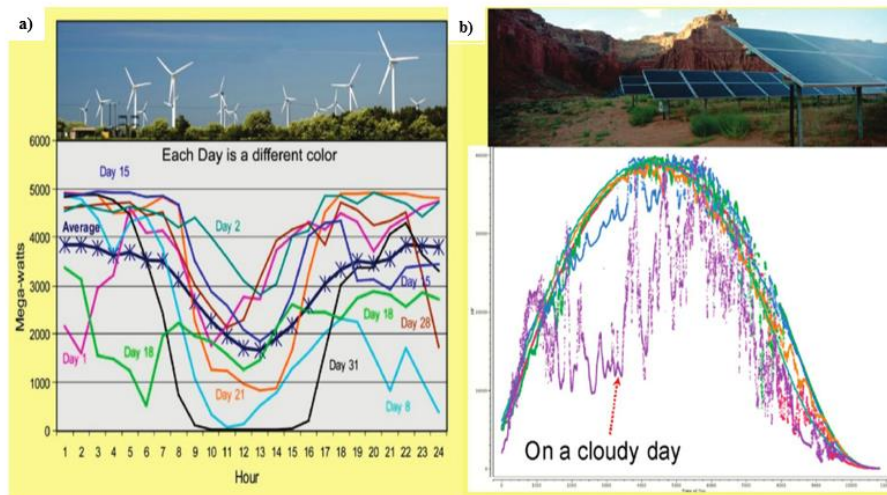 a)
b)
Each Day is a different color
6000
5000
4000
3000
2000
1000
0
Mega-watts
Day 15
Average
Day 2
Day 1
Day 18
Day 21
Day 31
Day 18
Day 15
Day 28
Day 8
1 2 3 4 5 6 7 8 9 10 11 12 13 14 15 16 17 18 19 20 21 22 23 24
Hour
On a cloudy day